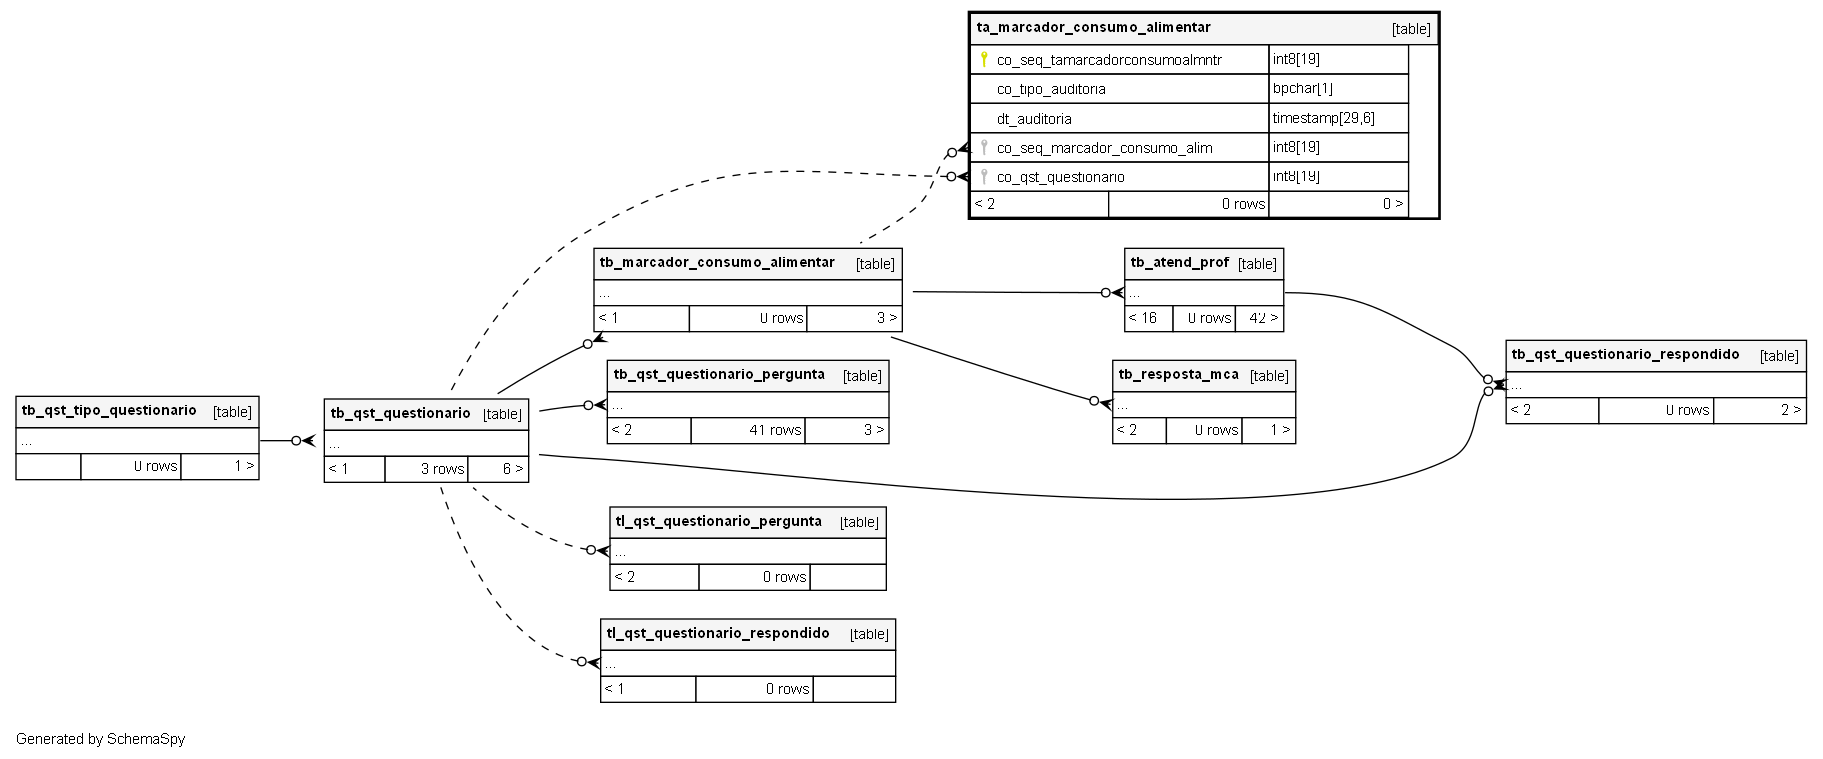 ta_marcador_consumo_alimentar [table]
co_seq_tamarcadorconsumoalmntr int8[19]
co_tipo_auditoria bpchar[1]
dt_auditoria timestamp[29,6]
co_seq_marcador_consumo_alim int8[19]
co_qst_questionario int8[19]
< 2 0 rows 0 >
tb_marcador_consumo_alimentar [table]
...
< 1 0 rows 3 >
tb_atend_prof [table]
...
< 16 0 rows 42 >
tb_qst_questionario_respondido [table]
...
< 2 0 rows 2 >
tb_qst_questionario_pergunta [table]
...
< 2 41 rows 3 >
tb_resposta_mca [table]
...
< 2 0 rows 1 >
tb_qst_tipo_questionario [table]
...
0 rows 1 >
tb_qst_questionario [table]
...
< 1 3 rows 6 >
tl_qst_questionario_pergunta [table]
...
< 2 0 rows
tl_qst_questionario_respondido [table]
...
< 1 0 rows
Generated by SchemaSpy